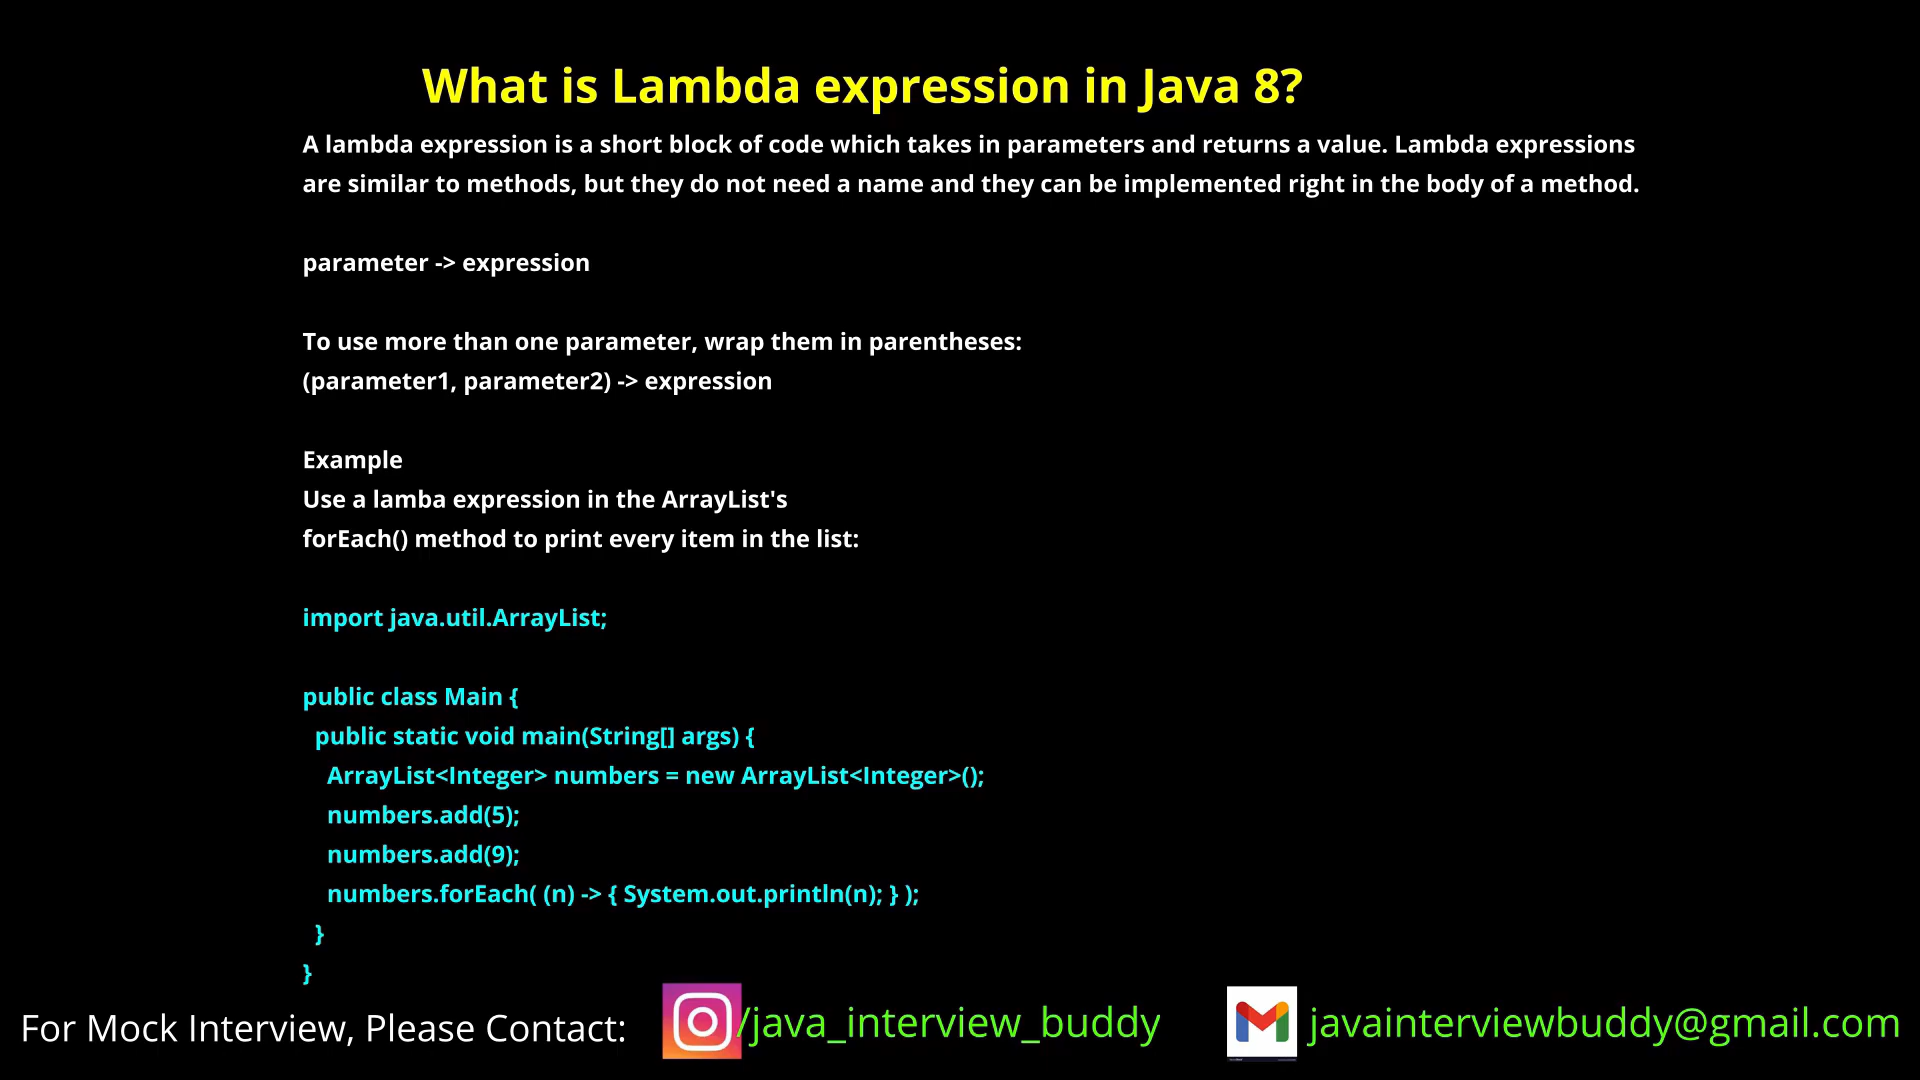 What is Lambda expression in Java 8?
A lambda expression is a short block of code which takes in parameters and returns a value. Lambda expressions
are similar to methods, but they do not need a name and they can be implemented right in the body of a method.
parameter -> expression
To use more than one parameter, wrap them in parentheses:
(parameter1, parameter2) -> expression
Example
Use a lamba expression in the ArrayList's
forEach() method to print every item in the list:
import java.util.ArrayList;
public class Main {
public static void main(String[] args) {
ArrayList<Integer> numbers = new ArrayList<Integer>();
numbers.add(5);
numbers.add(9);
numbers.forEach( (n) -> { System.out.println(n); } );
}
}
For Mock Interview, Please Contact: /java_interview_buddy javainterviewbuddy@gmail.com